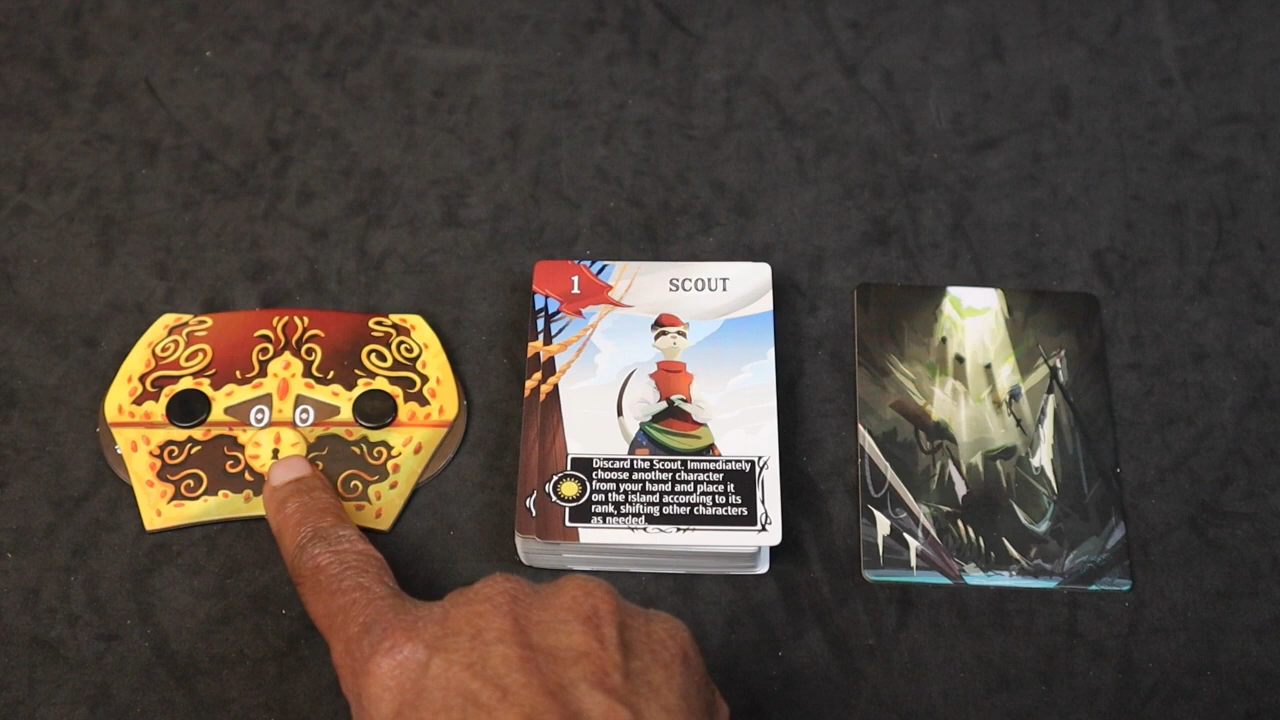 1
SCOUT
Discard the Scout. Immediately
choose another character
from your hand and place it
on the island according to its
rank, shifting other characters
as needed.